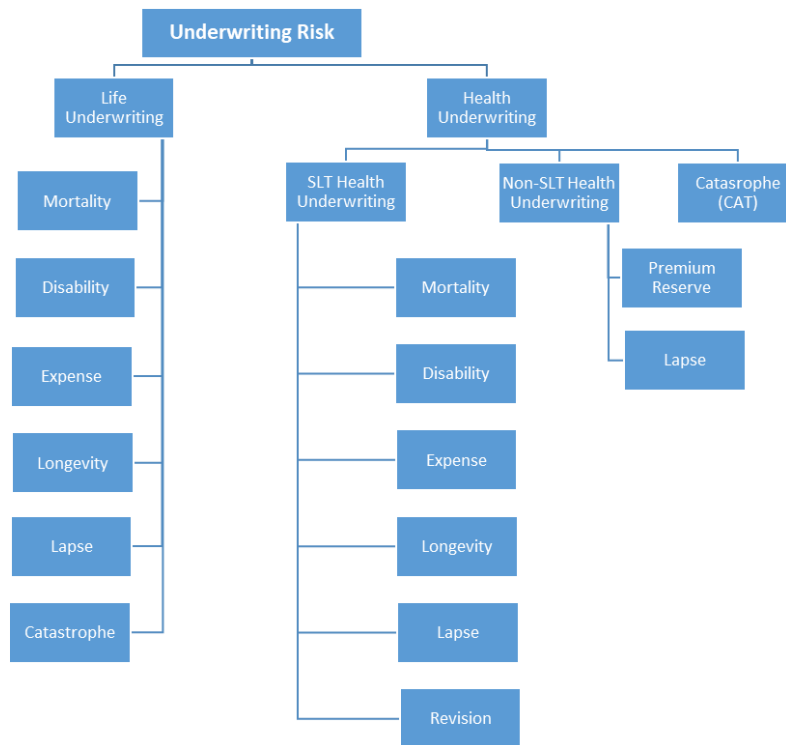 Underwriting Risk
Life
Underwriting
Health
Underwriting
SLT Health
Underwriting
Non-SLT Health
Underwriting
Catasrophe
(CAT)
Mortality
Disability
Expense
Longevity
Lapse
Catastrophe
Mortality
Disability
Expense
Longevity
Lapse
Revision
Premium
Reserve
Lapse